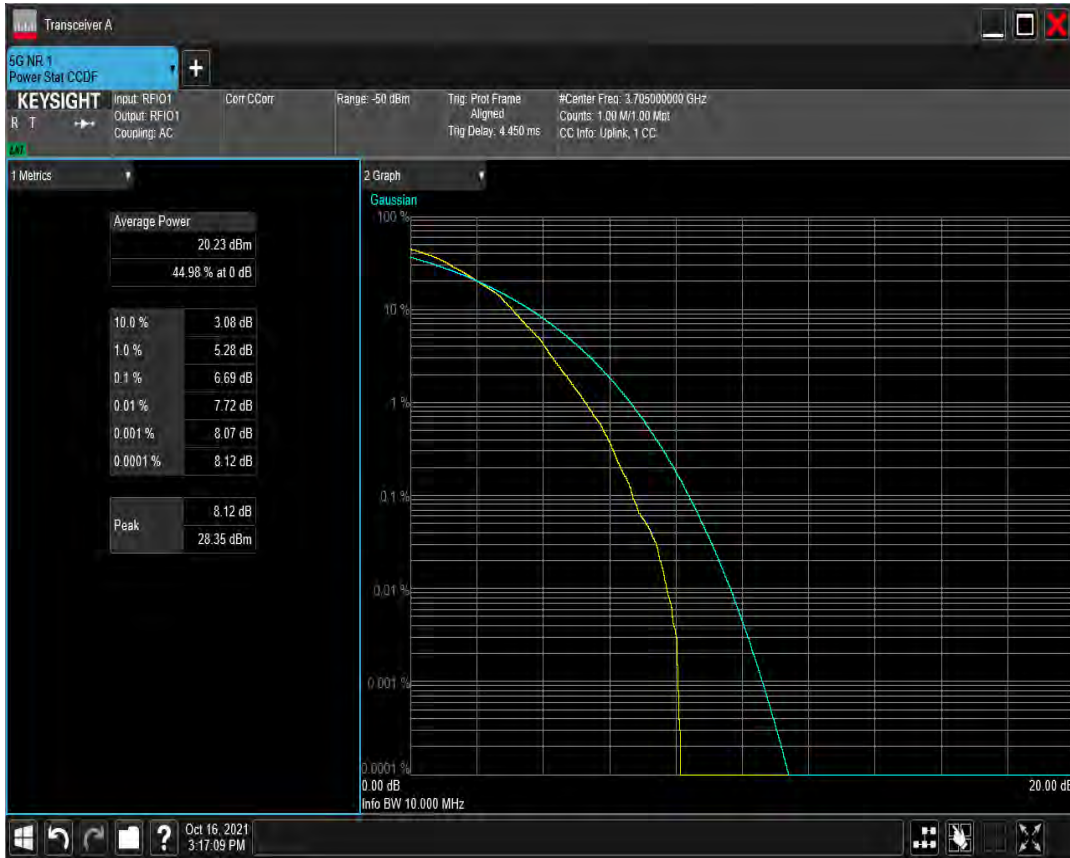 Transceiver A
5G NR 1
Power Stat CCDF
+
KEYSIGHT
R T
Input: RFIO1
Output: RFIO1
Coupling: AC
Corr CCorr
Range: -50 dBm
Trig: Prot Frame
Aligned
Trig Delay: 4.450 ms
#Center Freq: 3.705000000 GHz
Counts: 1.00 M/1.00 Mpt
CC Info: Uplink, 1 CC
1 Metrics
Average Power
20.23 dBm
44.98 % at 0 dB
10.0 % 3.08 dB
1.0 % 5.28 dB
0.1 % 6.69 dB
0.01 % 7.72 dB
0.001 % 8.07 dB
0.0001 % 8.12 dB
Peak
8.12 dB
28.35 dBm
2 Graph
Gaussian
100 %
10 %
1 %
0.1 %
0.01 %
0.001 %
0.0001 %
0.00 dB
20.00 dB
Info BW 10.000 MHz
?
Oct 16, 2021
3:17:09 PM